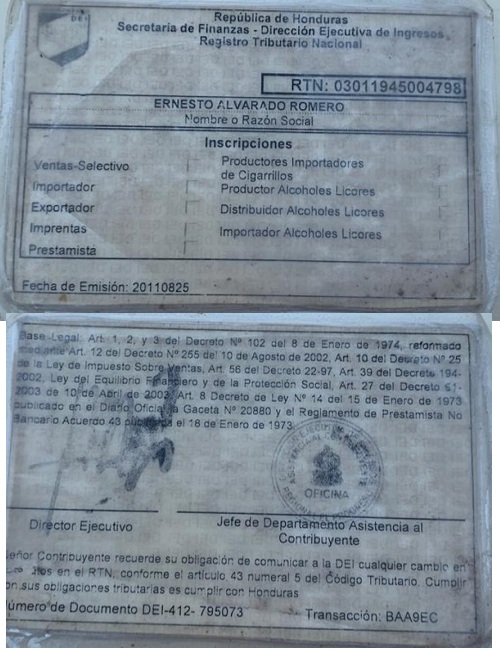 DEI
República de Honduras
Secretaria de Finanzas - Dirección Ejecutiva de Ingresos
Registro Tributario Nacional
RTN: 03011945004798
ERNESTO ALVARADO ROMERO
Nombre o Razón Social
Inscripciones
Ventas-Selectivo
Productores Importadores
de Cigarrillos
Importador
Productor Alcoholes Licores
Exportador
Distribuidor Alcoholes Licores
Imprentas
Importador Alcoholes Licores
Prestamista
Fecha de Emisión: 20110825
Base Legal: Art. 1, 2, y 3 del Decreto Nº 102 del 8 de Enero de 1974, reformado
mediante Art. 12 del Decreto Nº 255 del 10 de Agosto de 2002, Art. 10 del Decreto Nº 25
de la Ley de Impuesto Sobre Ventas, Art. 56 del Decreto 22-97, Art. 39 del Decreto 194-
2002, Ley del Equilibrio Financiero y de la Protección Social, Art. 27 del Decreto 51-
2003 de 10 de Abril de 2003, Art. 8 Decreto de Ley Nº 14 del 15 de Enero de 1973
publicado en el Diario Oficial la Gaceta Nº 20880 y el Reglamento de Prestamista No
Bancario Acuerdo 43 el 18 de Enero de 1973
OFICINA
Director Ejecutivo
Jefe de Departamento Asistencia al
Contribuyente
Señor Contribuyente recuerde su obligación de comunicar a la DEI cualquier cambio en
en el RTN, conforme el artículo 43 numeral 5 del Código Tributario. Cumplir
con sus obligaciones tributarias es cumplir con Honduras
Número de Documento DEI-412- 795073
Transacción: BAA9EC